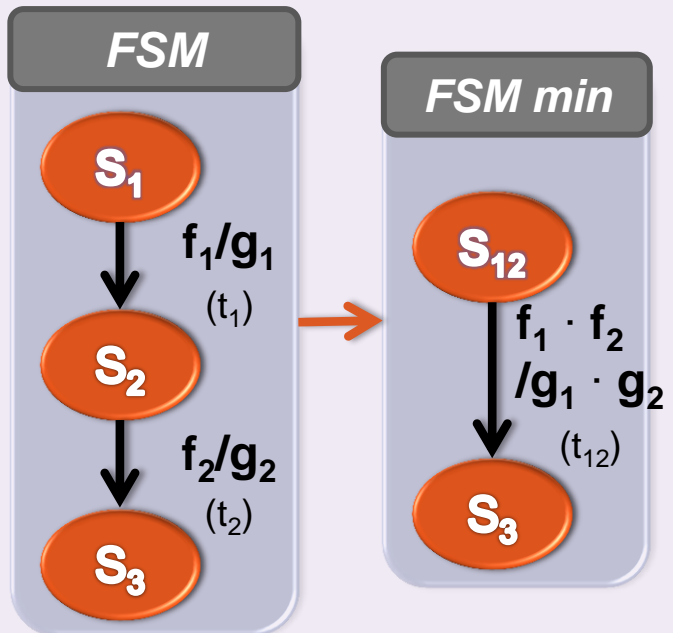 FSM
S₁
f₁/g₁
(t₁)
S₂
f₂/g₂
(t₂)
S₃
FSM min
S₁₂
f₁ · f₂
/g₁ · g₂
(t₁₂)
S₃